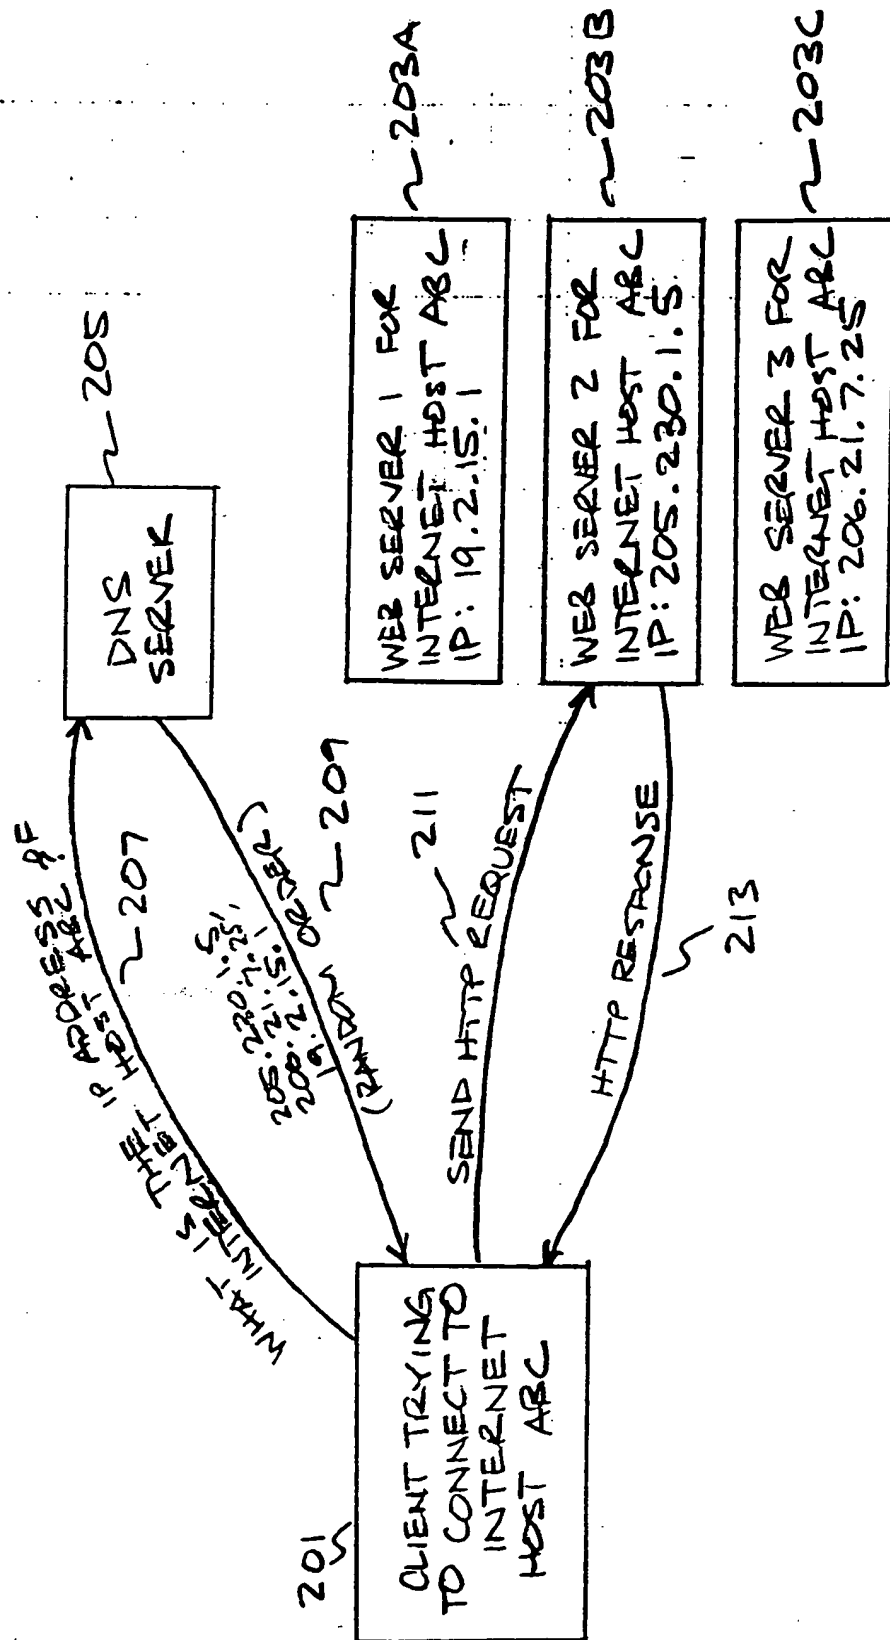 201
CLIENT TRYING
TO CONNECT TO
INTERNET
HOST ABC
WHAT IS THE IP ADDRESS OF
INTERNET HOST ABC?
207
DNS
SERVER
205
205.230.1.5,
206.21.7.25,
19.2.15.1
(RANDOM ORDER)
209
SEND HTTP REQUEST
211
HTTP RESPONSE
213
WEB SERVER 1 FOR
INTERNET HOST ABC
IP: 19.2.15.1
203A
WEB SERVER 2 FOR
INTERNET HOST ABC
IP: 205.230.1.5
203B
WEB SERVER 3 FOR
INTERNET HOST ABC
IP: 206.21.7.25
203C